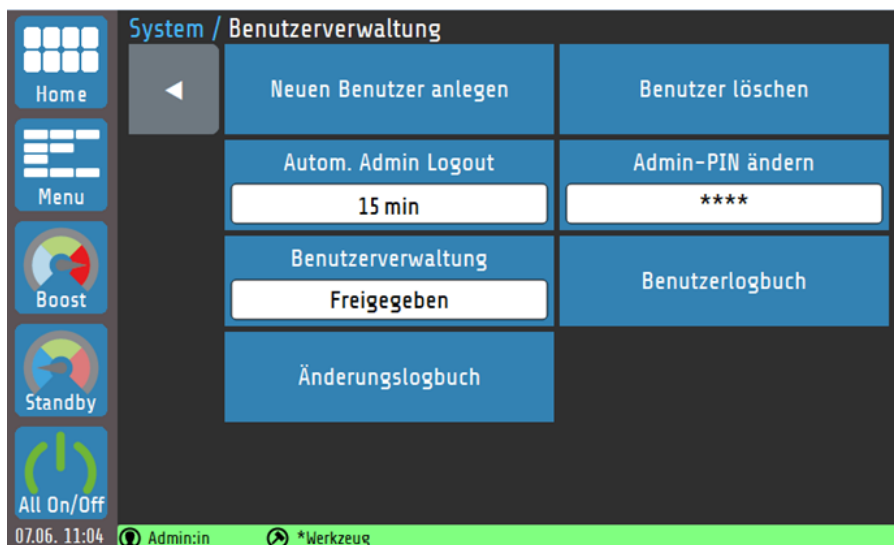 System / Benutzerverwaltung
Home
Neuen Benutzer anlegen
Benutzer löschen
Menu
Autom. Admin Logout
15 min
Admin-PIN ändern
****
Boost
Benutzerverwaltung
Freigegeben
Benutzerlogbuch
Standby
Änderungslogbuch
All On/Off
07.06. 11:04
Admin:in
*Werkzeug